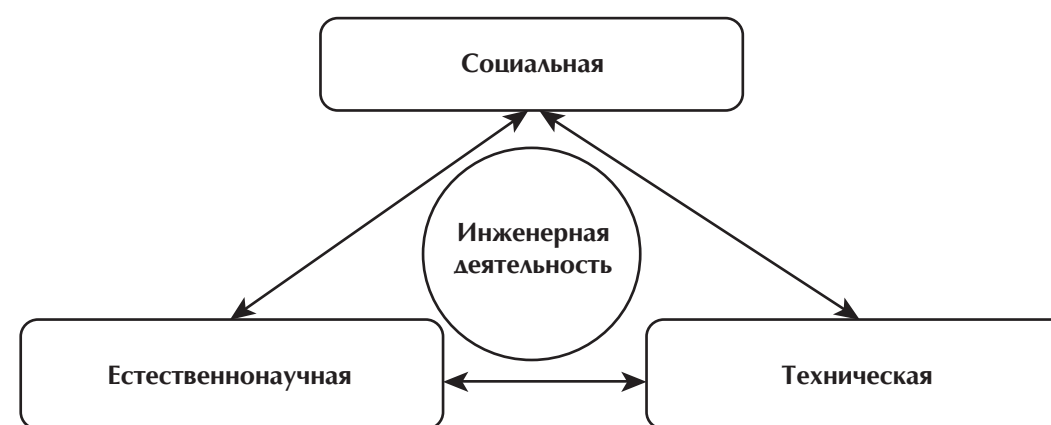 Социальная
Инженерная
деятельность
Естественнонаучная
Техническая